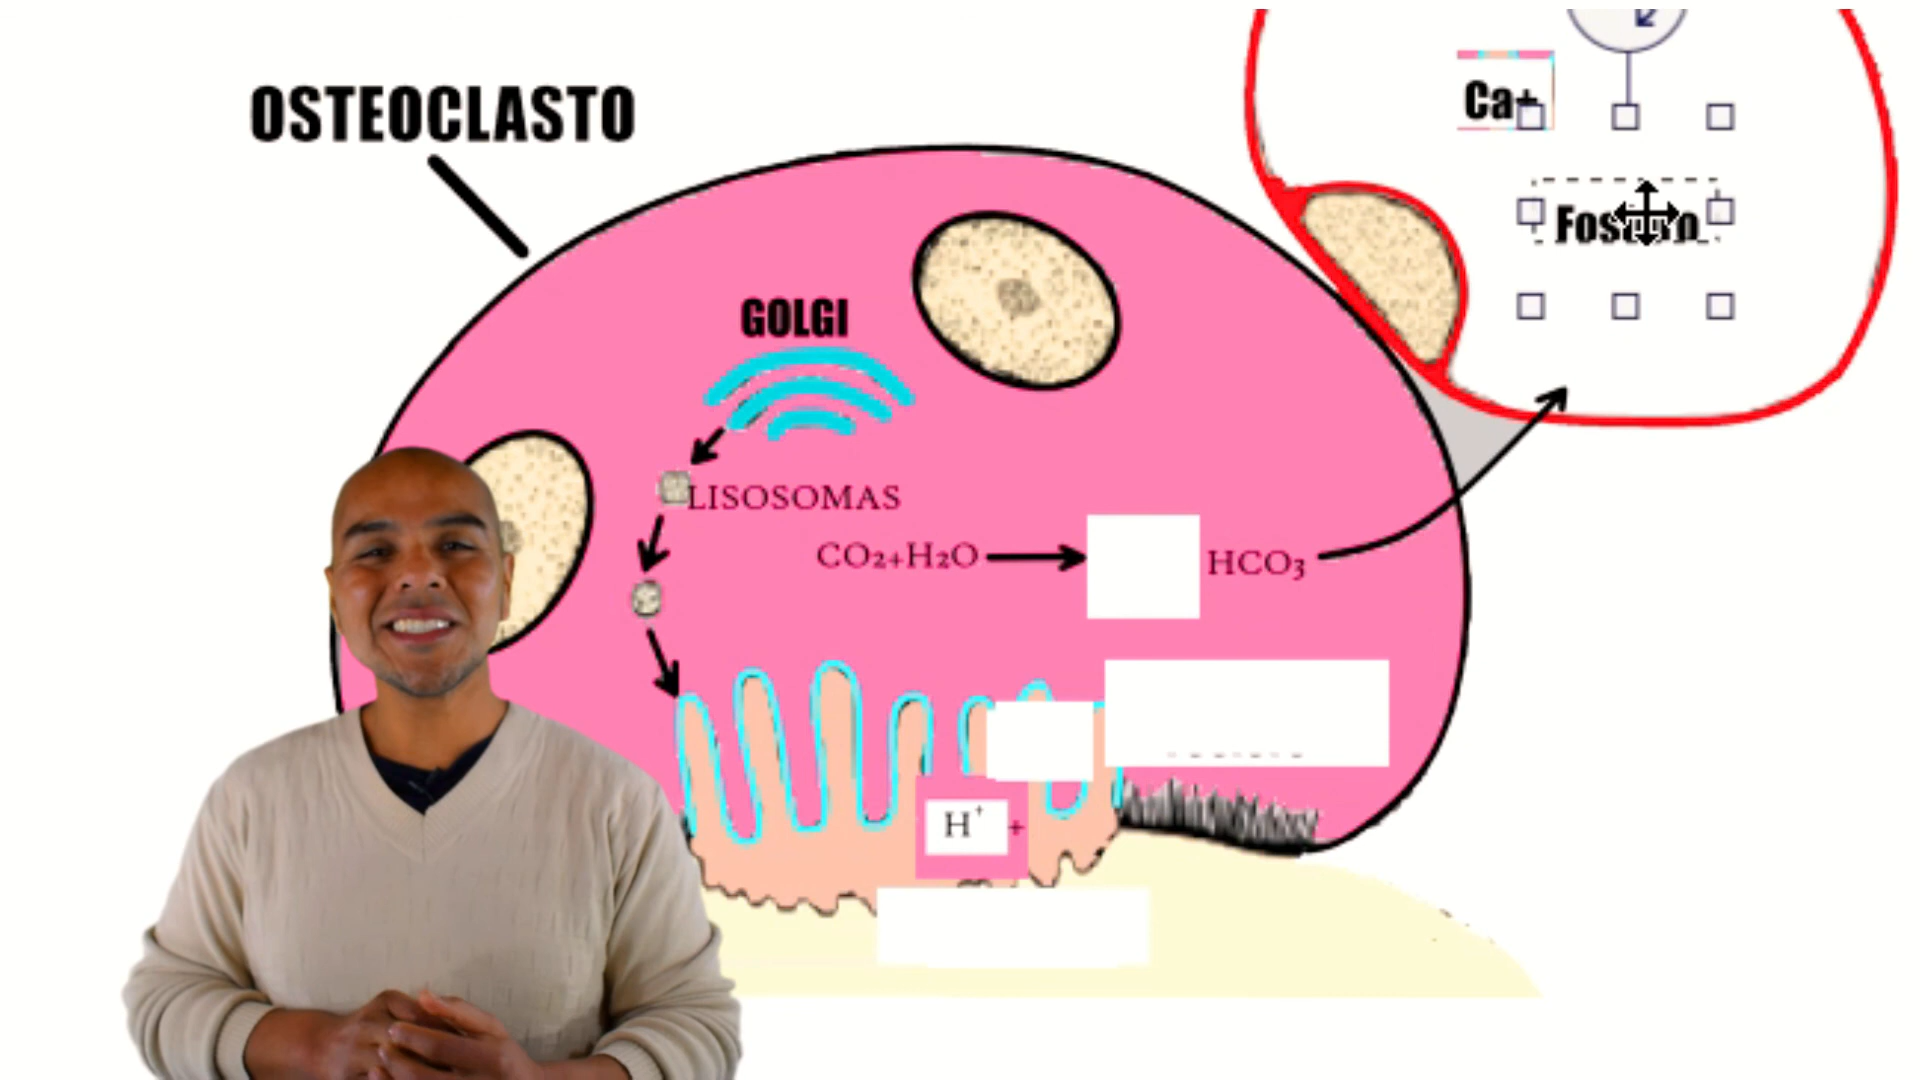 OSTEOCLASTO
Ca+
GOLGI
LISOSOMAS
CO2+H2O
HCO3
H+ +